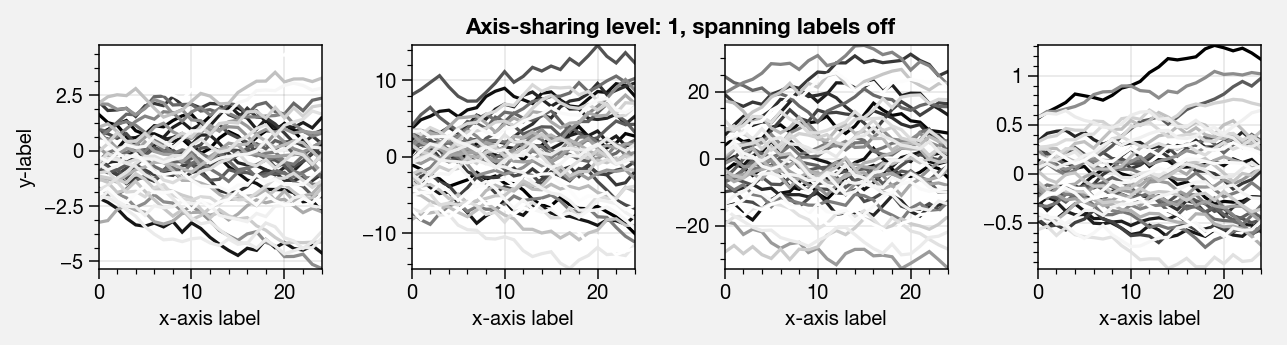 Axis-sharing level: 1, spanning labels off
y-label
2.5
0
−2.5
−5
0 10 20
x-axis label
10
0
−10
0 10 20
x-axis label
20
0
−20
0 10 20
x-axis label
1
0.5
0
−0.5
0 10 20
x-axis label